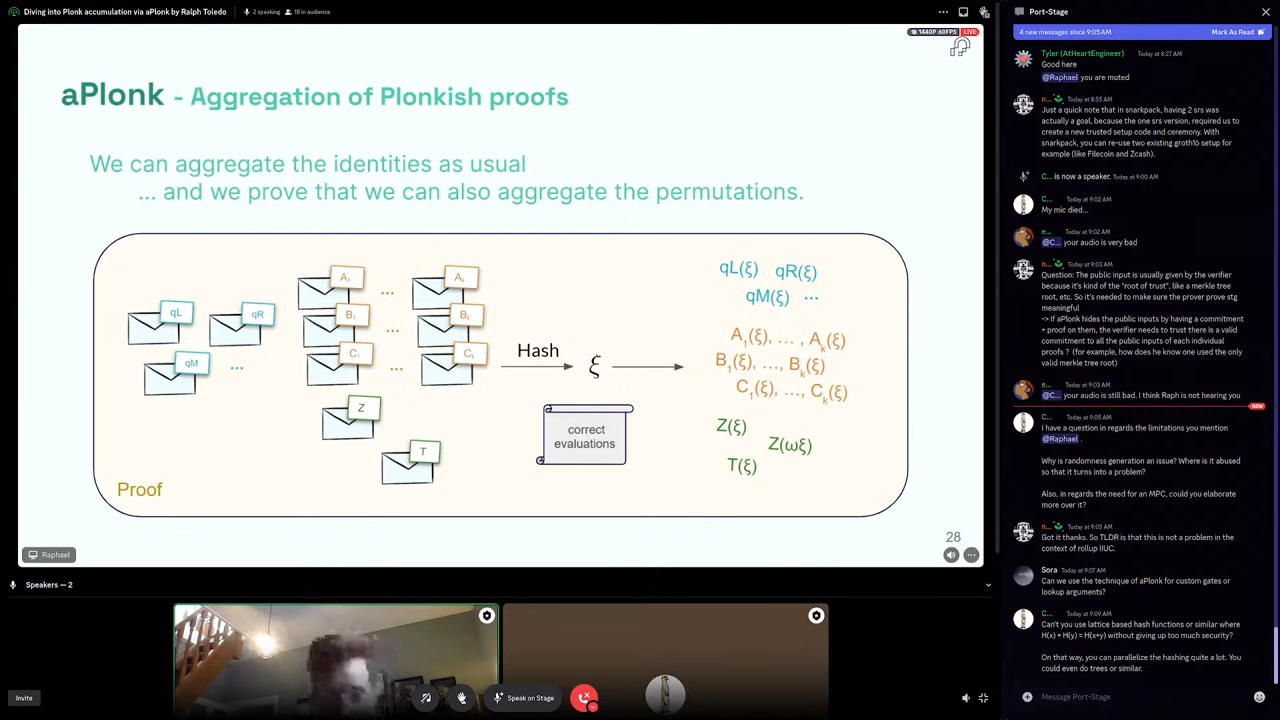 Diving into Plonk accumulation via aPlonk by Ralph Toledo
2 speaking
18 in audience
1440P 60FPS
LIVE
aPlonk - Aggregation of Plonkish proofs
We can aggregate the identities as usual
... and we prove that we can also aggregate the permutations.
qL
qR
qM
...
A₁
...
Aₖ
B₁
...
Bₖ
C₁
...
Cₖ
Z
T
Hash
ξ
correct
evaluations
qL(ξ) qR(ξ)
qM(ξ) ...
A₁(ξ), ... , Aₖ(ξ)
B₁(ξ), ..., Bₖ(ξ)
C₁(ξ), ..., Cₖ(ξ)
Z(ξ)
Z(ωξ)
T(ξ)
Proof
28
Raphael
Speakers — 2
Invite
Speak on Stage
Port-Stage
4 new messages since 9:05 AM
Mark As Read
Tyler (AtHeartEngineer) Today at 8:27 AM
Good here
@Raphael you are muted
n... Today at 8:55 AM
Just a quick note that in snarkpack, having 2 srs was
actually a goal, because the one srs version, required us to
create a new trusted setup code and ceremony. With
snarkpack, you can re-use two existing groth16 setup for
example (like Filecoin and Zcash).
C... is now a speaker. Today at 9:00 AM
C... Today at 9:02 AM
My mic died...
e... Today at 9:02 AM
@C... your audio is very bad
n... Today at 9:03 AM
Question: The public input is usually given by the verifier
because it's kind of the "root of trust", like a merkle tree
root, etc. So it's needed to make sure the prover prove stg
meaningful
-> If aPlonk hides the public inputs by having a commitment
+ proof on them, the verifier needs to trust there is a valid
commitment to all the public inputs of each individual
proofs ? (for example, how does he know one used the only
valid merkle tree root)
e... Today at 9:03 AM
@C... your audio is still bad. I think Raph is not hearing you
NEW
C... Today at 9:05 AM
I have a question in regards the limitations you mention
@Raphael .
Why is randomness generation an issue? Where is it abused
so that it turns into a problem?
Also, in regards the need for an MPC, could you elaborate
more over it?
n... Today at 9:05 AM
Got it thanks. So TLDR is that this is not a problem in the
context of rollup IIUC.
Sora Today at 9:07 AM
Can we use the technique of aPlonk for custom gates or
lookup arguments?
C... Today at 9:09 AM
Can't you use lattice based hash functions or similar where
H(x) + H(y) = H(x+y) without giving up too much security?
On that way, you can parallelize the hashing quite a lot. You
could even do trees or similar.
Message Port-Stage